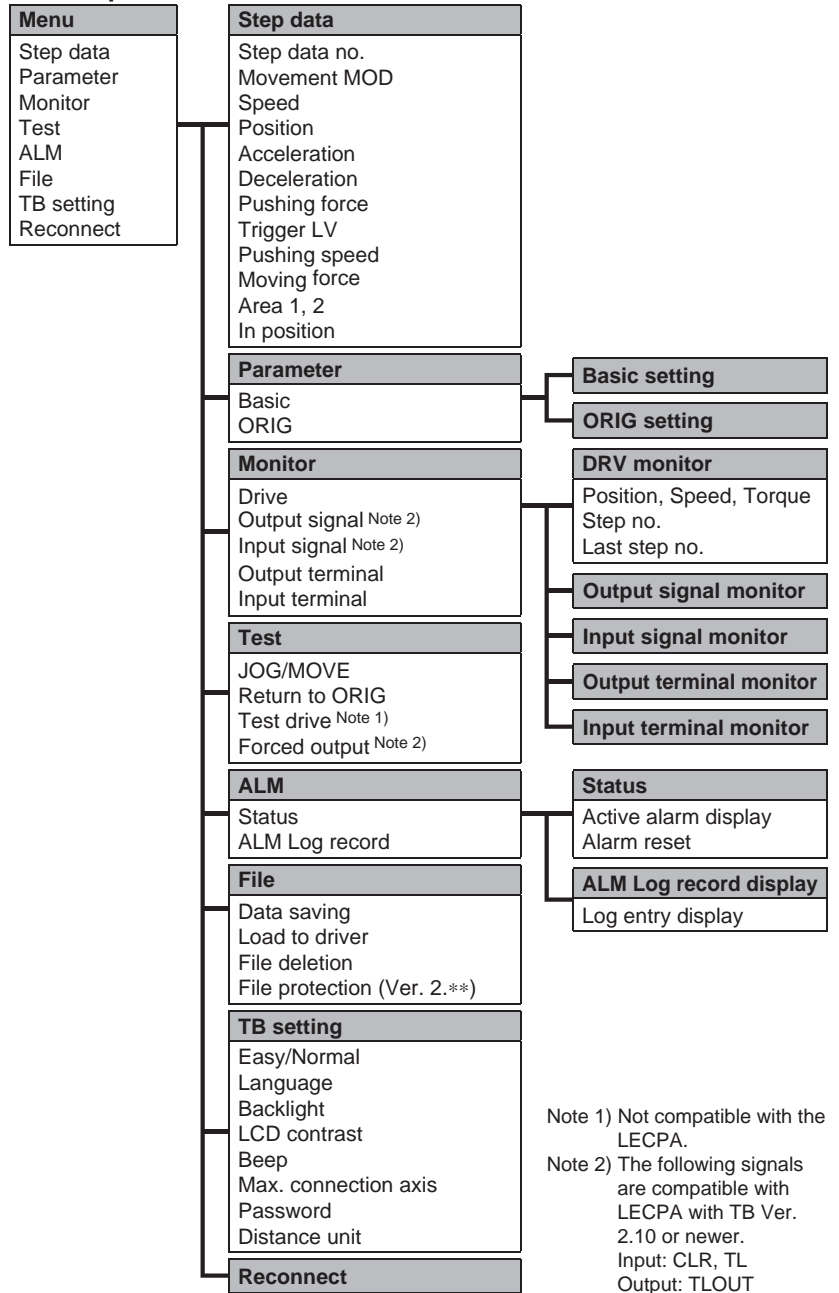 Menu
Step data
Parameter
Monitor
Test
ALM
File
TB setting
Reconnect
Step data
Step data no.
Movement MOD
Speed
Position
Acceleration
Deceleration
Pushing force
Trigger LV
Pushing speed
Moving force
Area 1, 2
In position
Parameter
Basic
ORIG
Basic setting
ORIG setting
Monitor
Drive
Output signal Note 2)
Input signal Note 2)
Output terminal
Input terminal
DRV monitor
Position, Speed, Torque
Step no.
Last step no.
Output signal monitor
Input signal monitor
Output terminal monitor
Input terminal monitor
Test
JOG/MOVE
Return to ORIG
Test drive Note 1)
Forced output Note 2)
ALM
Status
ALM Log record
Status
Active alarm display
Alarm reset
ALM Log record display
Log entry display
File
Data saving
Load to driver
File deletion
File protection (Ver. 2.**)
TB setting
Easy/Normal
Language
Backlight
LCD contrast
Beep
Max. connection axis
Password
Distance unit
Reconnect
Note 1) Not compatible with the
LECPA.
Note 2) The following signals
are compatible with
LECPA with TB Ver.
2.10 or newer.
Input: CLR, TL
Output: TLOUT